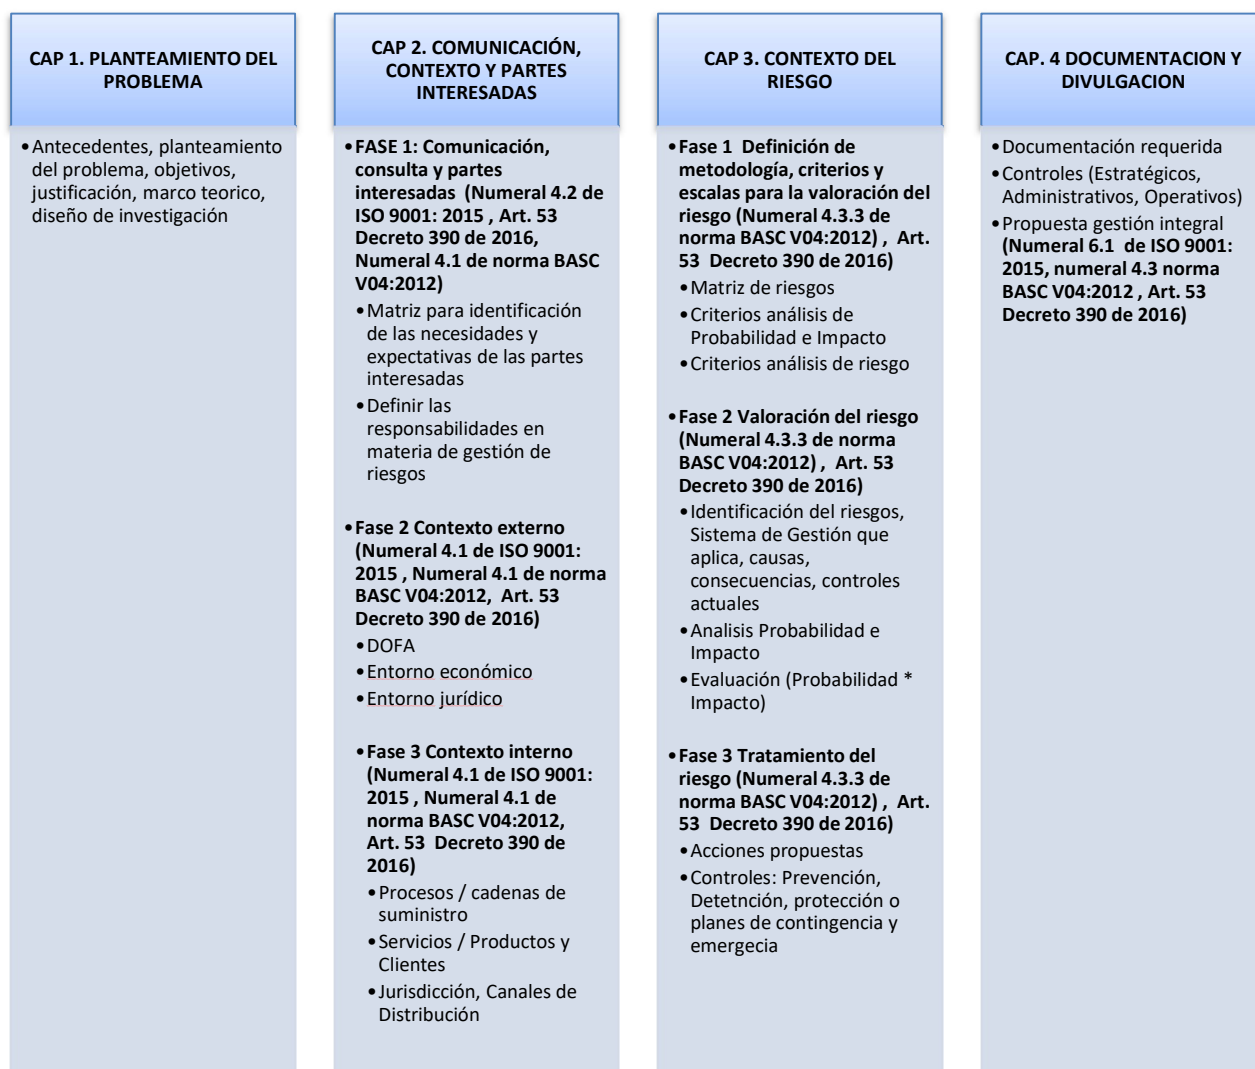 CAP 1. PLANTEAMIENTO DEL
PROBLEMA
•Antecedentes, planteamiento
del problema, objetivos,
justificación, marco teorico,
diseño de investigación
CAP 2. COMUNICACIÓN,
CONTEXTO Y PARTES
INTERESADAS
•FASE 1: Comunicación,
consulta y partes
interesadas (Numeral 4.2 de
ISO 9001: 2015 , Art. 53
Decreto 390 de 2016,
Numeral 4.1 de norma BASC
V04:2012)
•Matriz para identificación
de las necesidades y
expectativas de las partes
interesadas
•Definir las
responsabilidades en
materia de gestión de
riesgos
•Fase 2 Contexto externo
(Numeral 4.1 de ISO 9001:
2015 , Numeral 4.1 de norma
BASC V04:2012, Art. 53
Decreto 390 de 2016)
•DOFA
•Entorno económico
•Entorno jurídico
•Fase 3 Contexto interno
(Numeral 4.1 de ISO 9001:
2015 , Numeral 4.1 de
norma BASC V04:2012,
Art. 53 Decreto 390 de
2016)
•Procesos / cadenas de
suministro
•Servicios / Productos y
Clientes
•Jurisdicción, Canales de
Distribución
CAP 3. CONTEXTO DEL
RIESGO
•Fase 1 Definición de
metodología, criterios y
escalas para la valoración del
riesgo (Numeral 4.3.3 de
norma BASC V04:2012) , Art.
53 Decreto 390 de 2016)
•Matriz de riesgos
•Criterios análisis de
Probabilidad e Impacto
•Criterios análisis de riesgo
•Fase 2 Valoración del riesgo
(Numeral 4.3.3 de norma
BASC V04:2012) , Art. 53
Decreto 390 de 2016)
•Identificación del riesgos,
Sistema de Gestión que
aplica, causas,
consecuencias, controles
actuales
•Analisis Probabilidad e
Impacto
•Evaluación (Probabilidad *
Impacto)
•Fase 3 Tratamiento del
riesgo (Numeral 4.3.3 de
norma BASC V04:2012) , Art.
53 Decreto 390 de 2016)
•Acciones propuestas
•Controles: Prevención,
Detetnción, protección o
planes de contingencia y
emergecia
CAP. 4 DOCUMENTACION Y
DIVULGACION
•Documentación requerida
•Controles (Estratégicos,
Administrativos, Operativos)
•Propuesta gestión integral
(Numeral 6.1 de ISO 9001:
2015, numeral 4.3 norma
BASC V04:2012 , Art. 53
Decreto 390 de 2016)